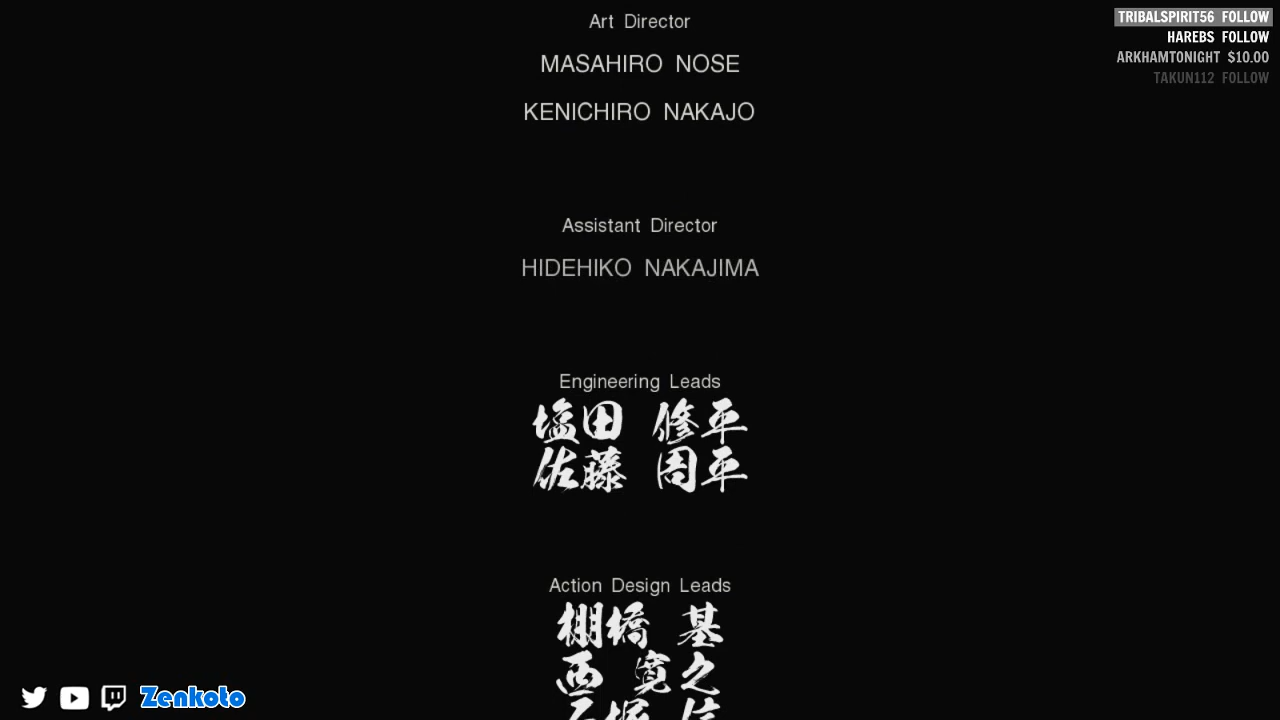 Art Director
MASAHIRO NOSE
KENICHIRO NAKAJO
Assistant Director
HIDEHIKO NAKAJIMA
Engineering Leads
塩田 修平
佐藤 周平
Action Design Leads
棚橋 基
西 寛之
TRIBALSPIRIT56 FOLLOW
HAREBS FOLLOW
ARKHAMTONIGHT $10.00
TAKUN112 FOLLOW
Zenkoto